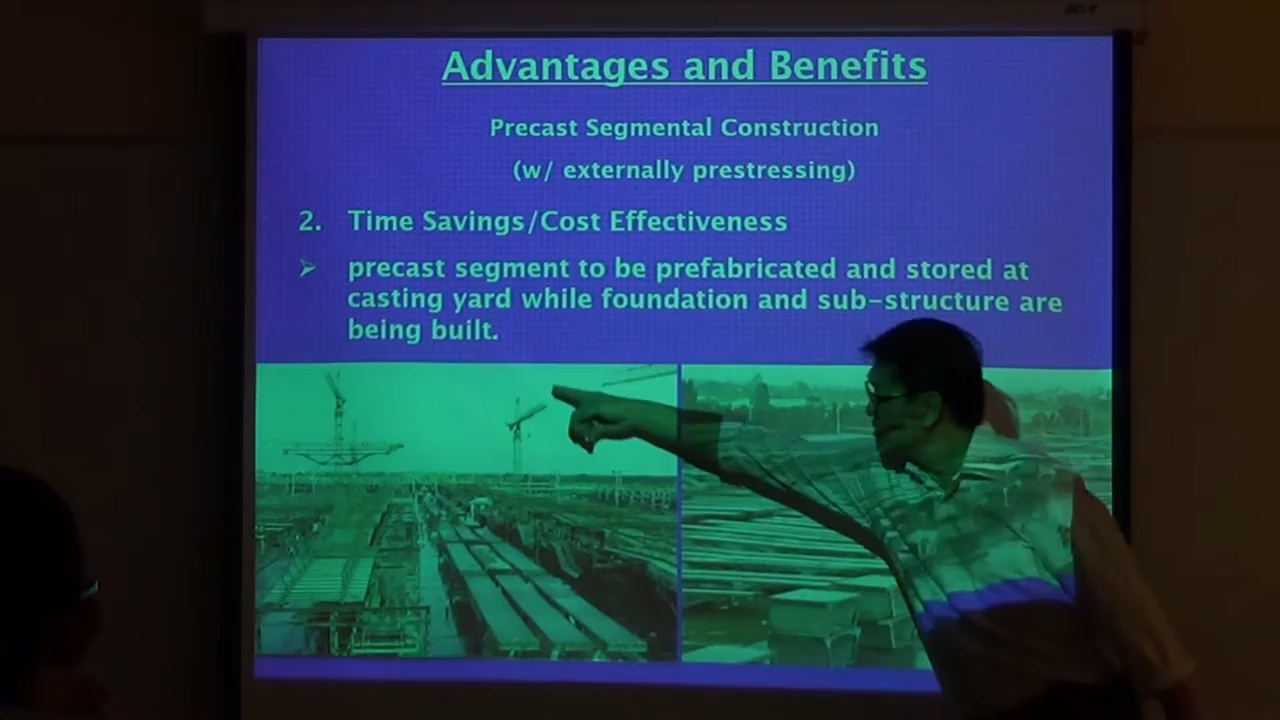 Advantages and Benefits
Precast Segmental Construction
(w/ externally prestressing)
2. Time Savings/Cost Effectiveness
➢ precast segment to be prefabricated and stored at
casting yard while foundation and sub-structure are
being built.